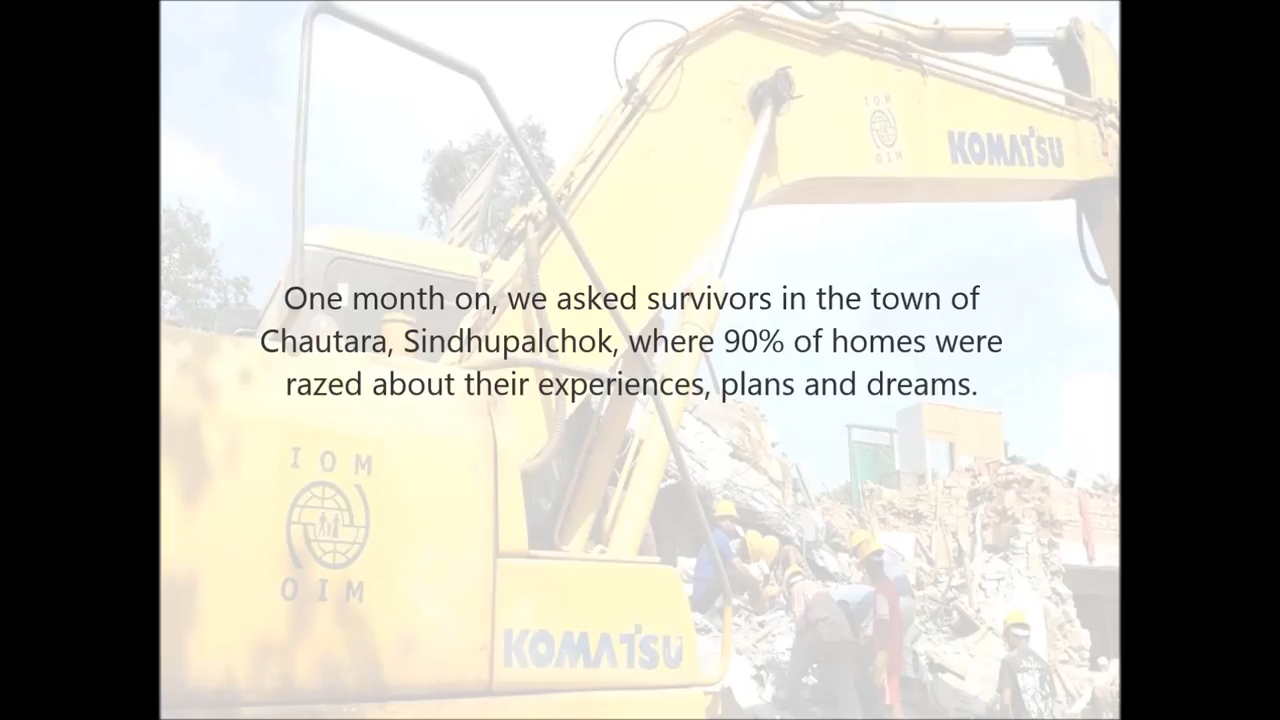 IOM
OIM
KOMATSU
One month on, we asked survivors in the town of
Chautara, Sindhupalchok, where 90% of homes were
razed about their experiences, plans and dreams.
IOM
OIM
KOMATSU